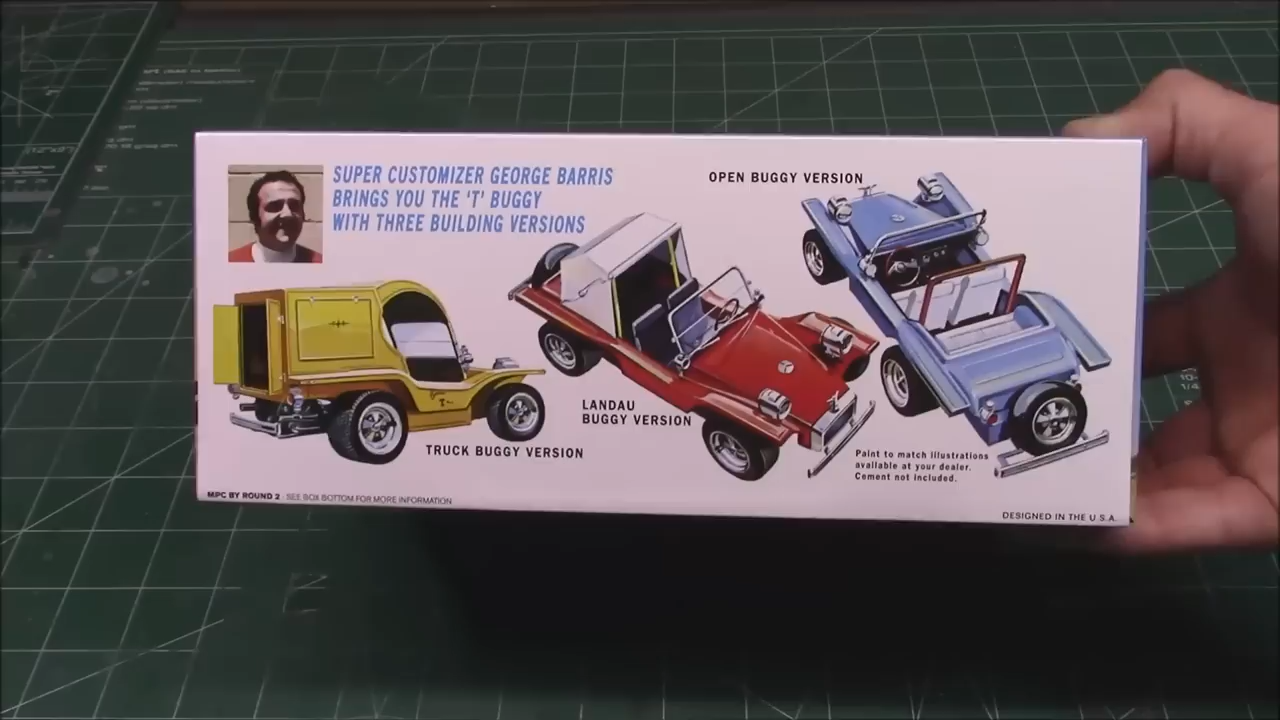 SUPER CUSTOMIZER GEORGE BARRIS
BRINGS YOU THE 'T' BUGGY
WITH THREE BUILDING VERSIONS
OPEN BUGGY VERSION
LANDAU
BUGGY VERSION
TRUCK BUGGY VERSION
Paint to match illustrations
available at your dealer.
Cement not included.
MPC BY ROUND 2 SEE BOX BOTTOM FOR MORE INFORMATION
DESIGNED IN THE U.S.A.